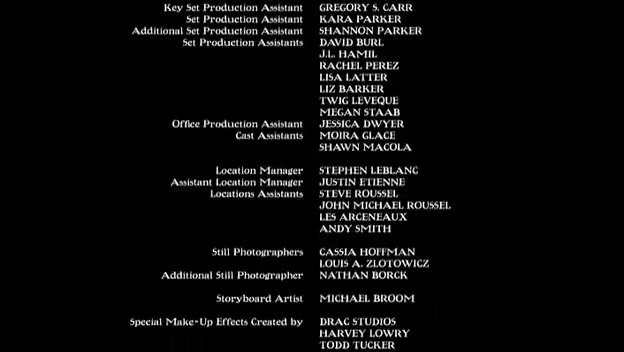 Key Set Production Assistant GREGORY S. CARR
Set Production Assistant KARA PARKER
Additional Set Production Assistant SHANNON PARKER
Set Production Assistants DAVID BURL
J.L. HAMIL
RACHEL PEREZ
LISA LATTER
LIZ BARKER
TWIG LEVEQUE
MEGAN STAAB
Office Production Assistant JESSICA DWYER
Cast Assistants MOIRA GLACE
SHAWN MACOLA
Location Manager STEPHEN LEBLANC
Assistant Location Manager JUSTIN ETIENNE
Locations Assistants STEVE ROUSSEL
JOHN MICHAEL ROUSSEL
LES ARCENEAUX
ANDY SMITH
Still Photographers CASSIA HOFFMAN
LOUIS A. ZLOTOWICZ
Additional Still Photographer NATHAN BORCK
Storyboard Artist MICHAEL BROOM
Special Make-Up Effects Created by DRAC STUDIOS
HARVEY LOWRY
TODD TUCKER